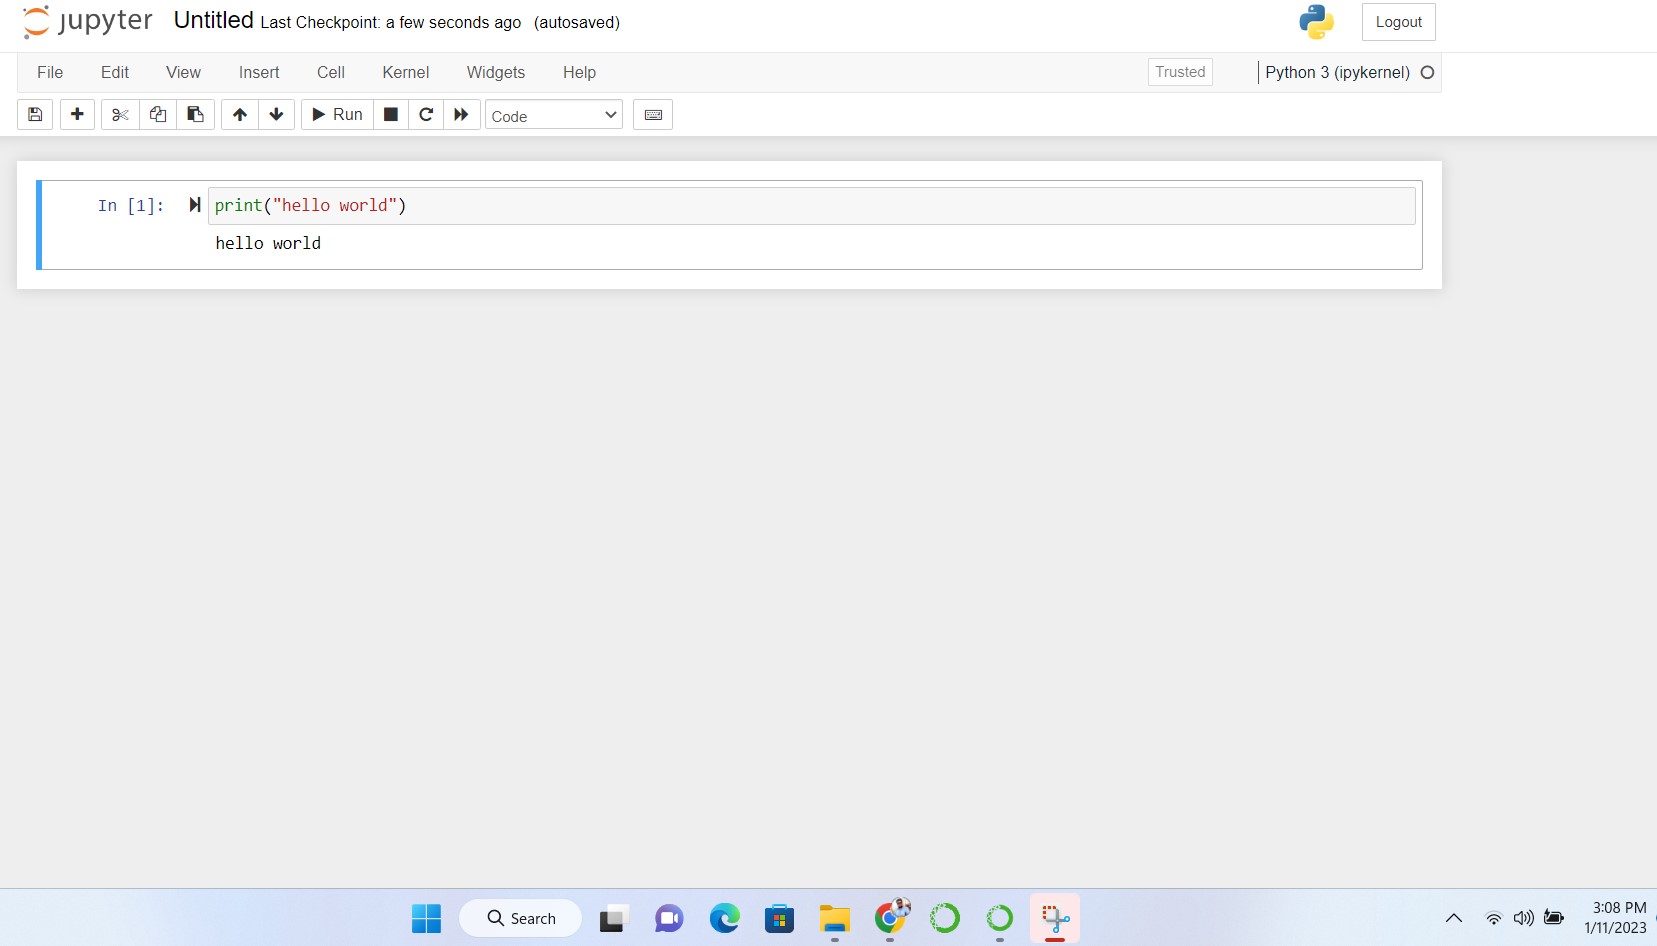 jupyter Untitled Last Checkpoint: a few seconds ago (autosaved) Logout
File Edit View Insert Cell Kernel Widgets Help Trusted Python 3 (ipykernel)
Run Code
In [1]: print("hello world")
hello world
Search
3:08 PM
1/11/2023